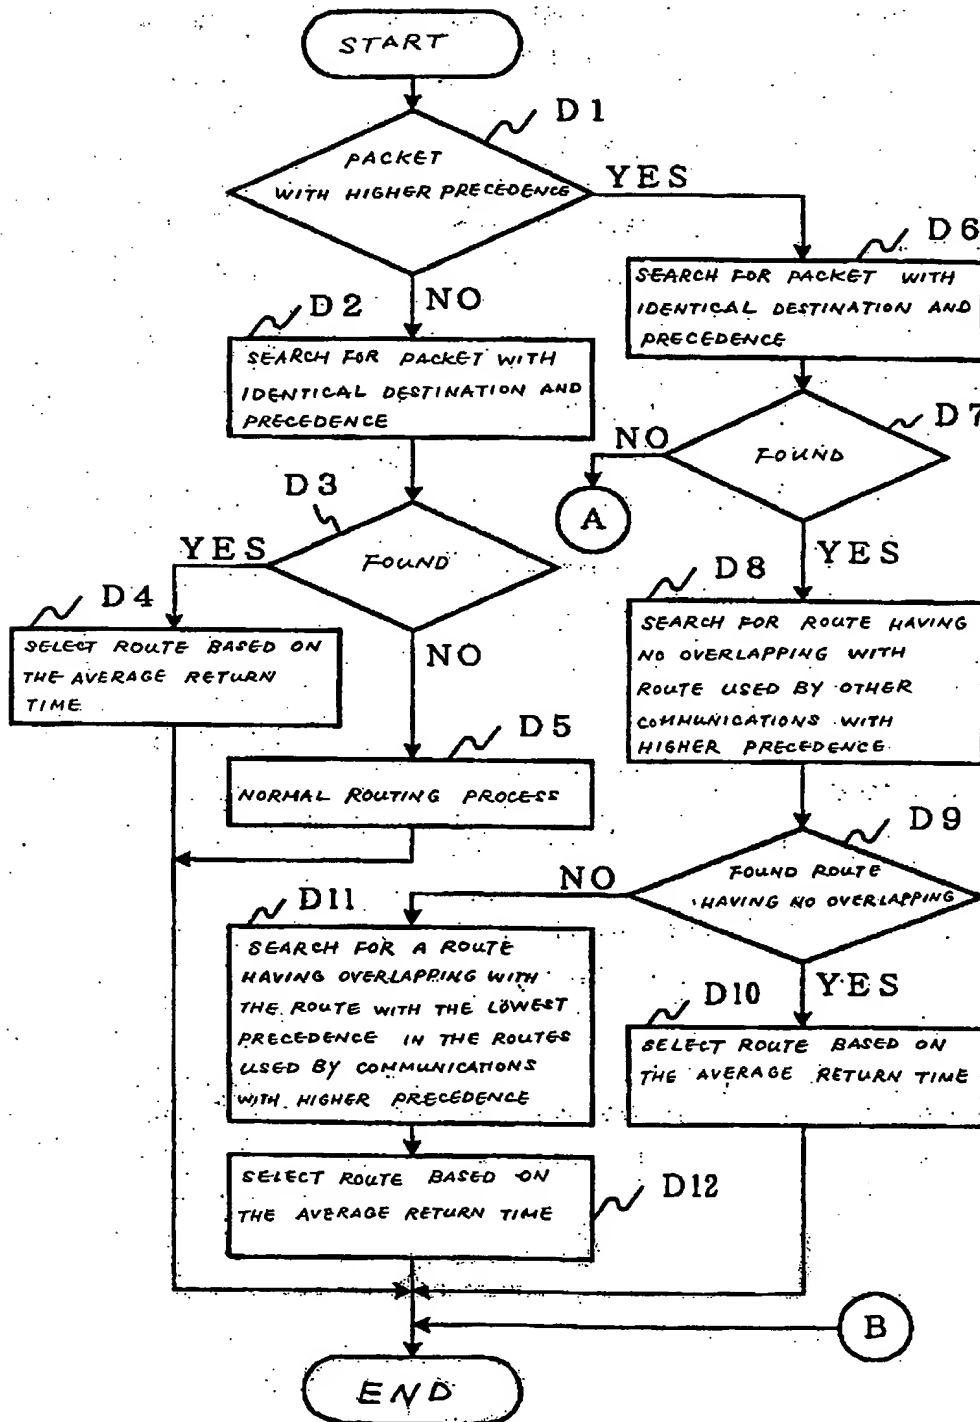 START
D1
PACKET
WITH HIGHER PRECEDENCE
YES
NO
D2
SEARCH FOR PACKET WITH
IDENTICAL DESTINATION AND
PRECEDENCE
D3
FOUND
YES
NO
D4
SELECT ROUTE BASED ON
THE AVERAGE RETURN
TIME
D5
NORMAL ROUTING PROCESS
D6
SEARCH FOR PACKET WITH
IDENTICAL DESTINATION AND
PRECEDENCE
D7
FOUND
NO
A
YES
D8
SEARCH FOR ROUTE HAVING
NO OVERLAPPING WITH
ROUTE USED BY OTHER
COMMUNICATIONS WITH
HIGHER PRECEDENCE
D9
FOUND ROUTE
HAVING NO OVERLAPPING
NO
YES
D10
SELECT ROUTE BASED ON
THE AVERAGE RETURN TIME
D11
SEARCH FOR A ROUTE
HAVING OVERLAPPING WITH
THE ROUTE WITH THE LOWEST
PRECEDENCE IN THE ROUTES
USED BY COMMUNICATIONS
WITH HIGHER PRECEDENCE
D12
SELECT ROUTE BASED ON
THE AVERAGE RETURN TIME
B
END